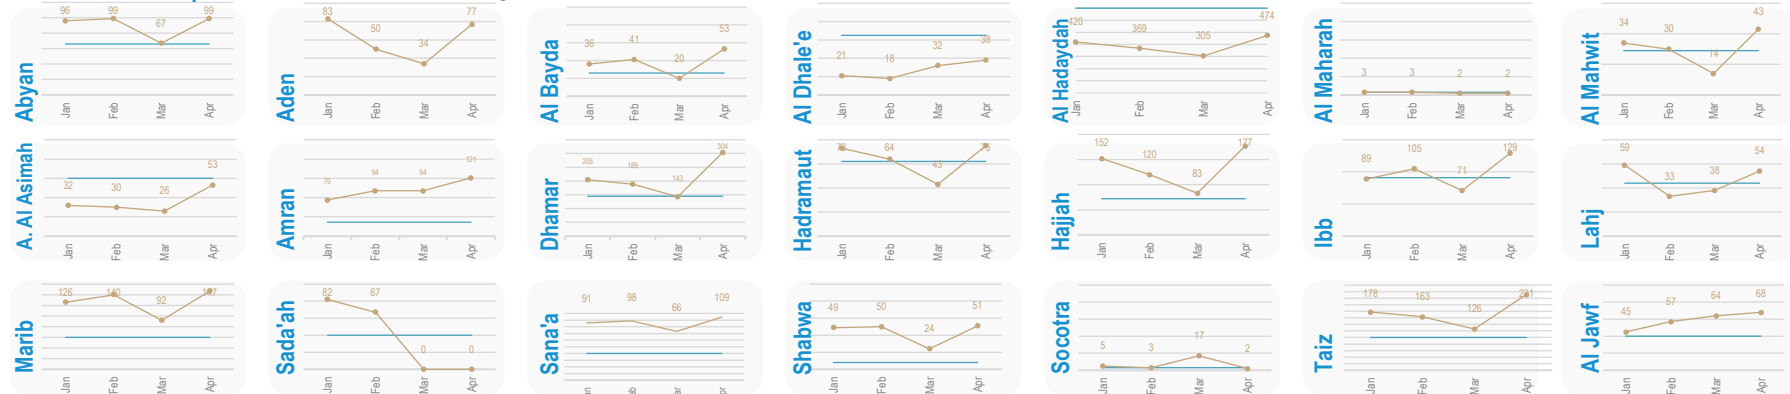 Abyan
96 99 67 99
Jan Feb Mar Apr
Aden
83 50 34 77
Jan Feb Mar Apr
Al Bayda
36 41 20 53
Jan Feb Mar Apr
Al Dhale'e
21 18 32 38
Jan Feb Mar Apr
Al Hadaydah
420 369 305 474
Jan Feb Mar Apr
Al Maharah
3 3 2 2
Jan Feb Mar Apr
Al Mahwit
34 30 14 43
Jan Feb Mar Apr
A. Al Asimah
32 30 26 53
Jan Feb Mar Apr
Amran
75 94 94 121
Jan Feb Mar Apr
Dhamar
205 189 143 304
Jan Feb Mar Apr
Hadramaut
64 43
Jan Feb Mar Apr
Hajjah
152 120 83 177
Jan Feb Mar Apr
Ibb
89 105 71 129
Jan Feb Mar Apr
Lahj
59 33 38 54
Jan Feb Mar Apr
Marib
126 140 92 147
Jan Feb Mar Apr
Sada'ah
82 67 0 0
Jan Feb Mar Apr
Sana'a
91 98 66 109
Shabwa
49 50 24 51
Jan Feb Mar Apr
Socotra
5 3 17 2
Jan Feb Mar Apr
Taiz
178 163 126
Jan Feb Mar Apr
Al Jawf
45 57 64 68
Jan Feb Mar Apr